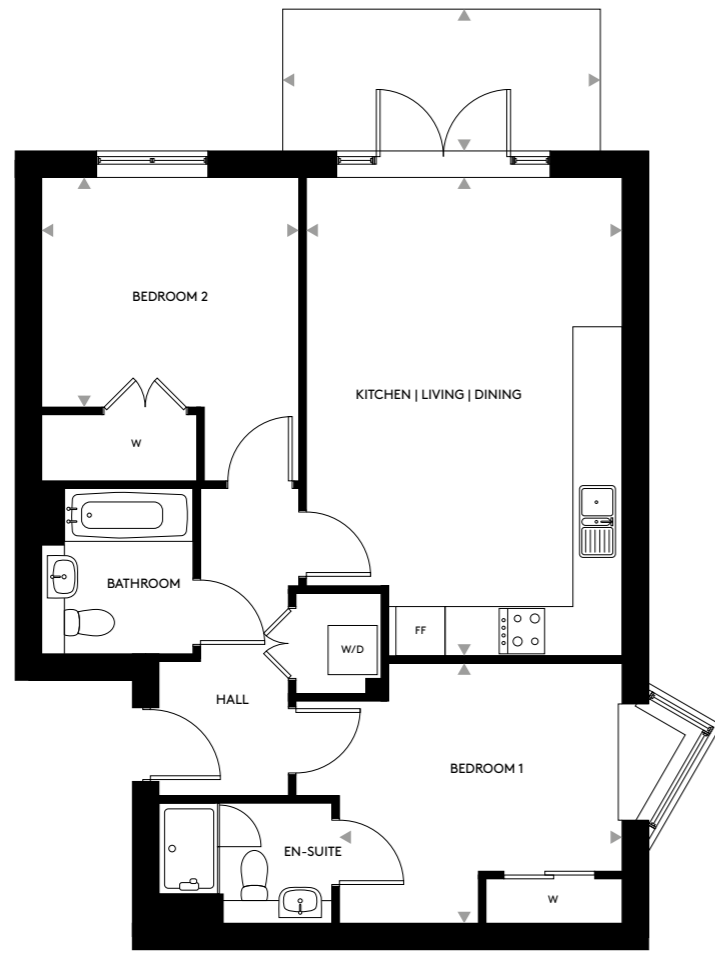 BEDROOM 2
KITCHEN | LIVING | DINING
W
BATHROOM
FF
W/D
HALL
BEDROOM 1
EN-SUITE
W